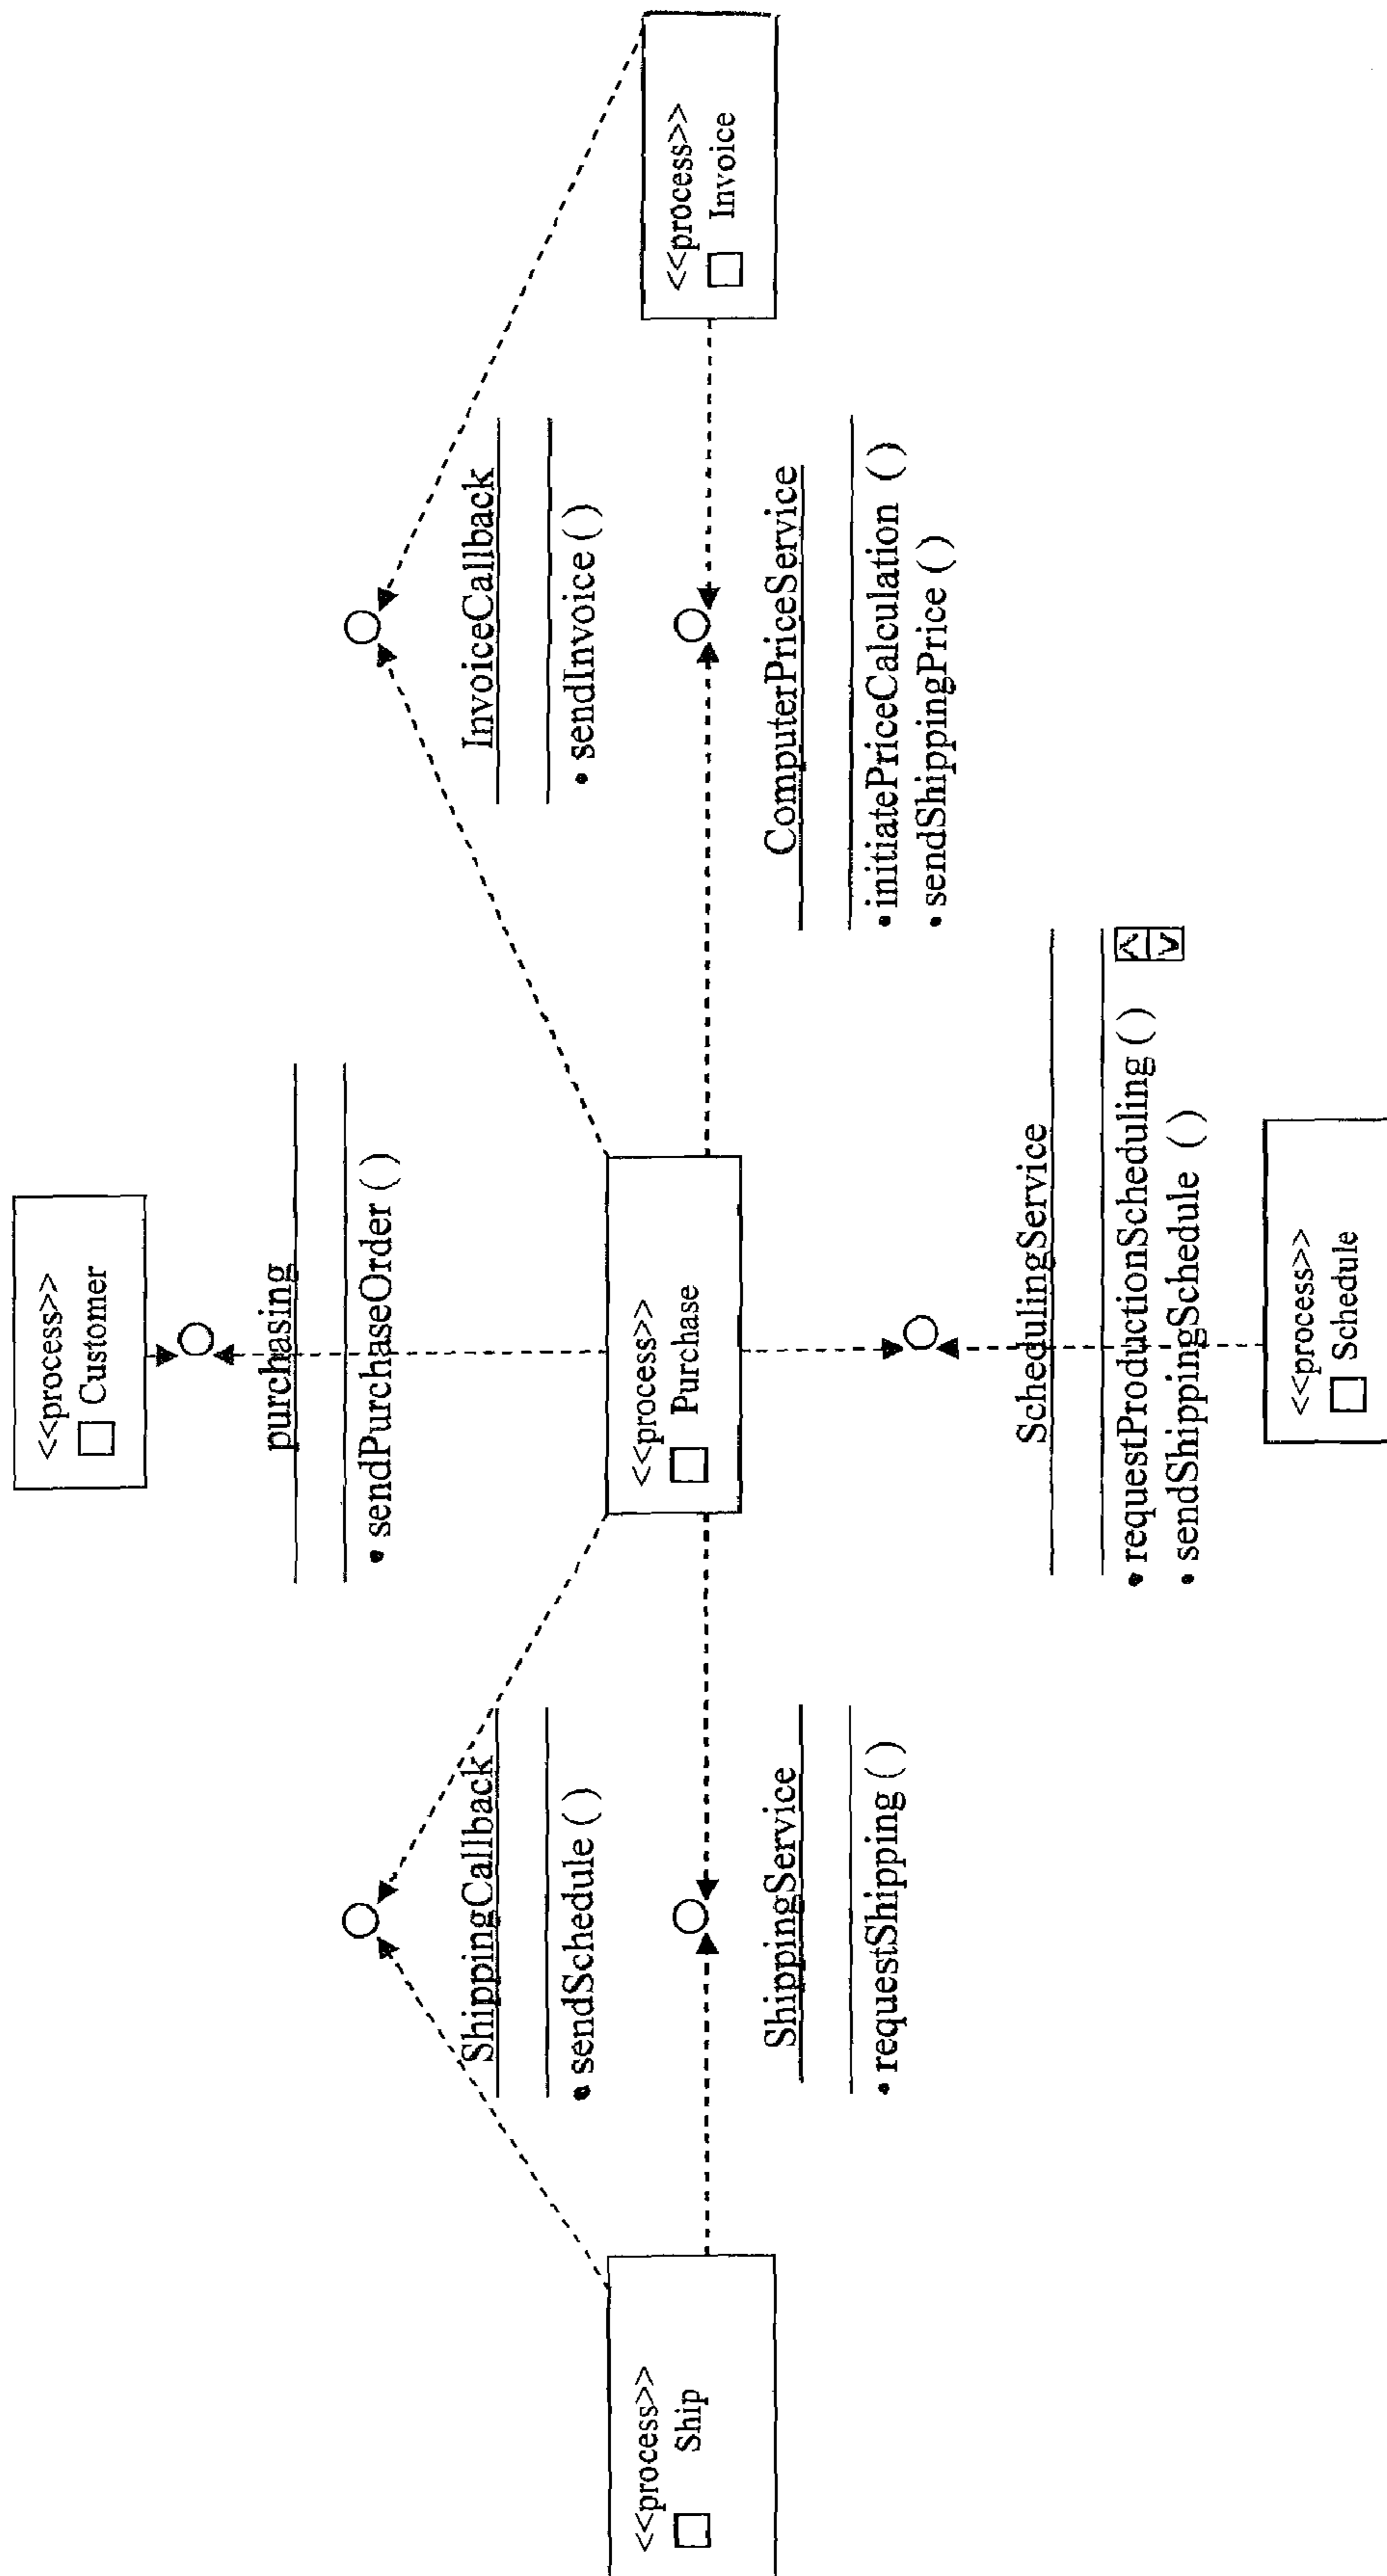 <<process>>
Customer
purchasing
• sendPurchaseOrder ( )
ShippingCallback
• sendSchedule ( )
InvoiceCallback
• sendInvoice ( )
<<process>>
Ship
ShippingService
• requestShipping ( )
<<process>>
Purchase
ComputerPriceService
• initiatePriceCalculation ( )
• sendShippingPrice ( )
<<process>>
Invoice
SchedulingService
• requestProductionScheduling ( )
• sendShippingSchedule ( )
<<process>>
Schedule